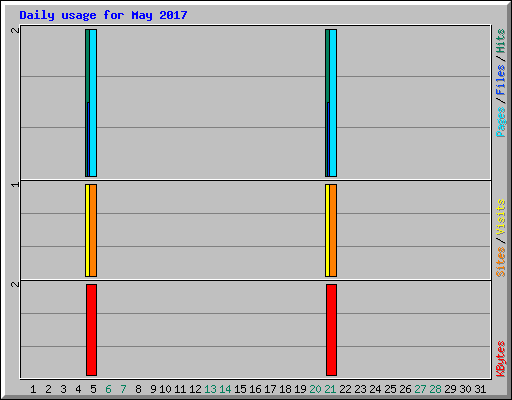 Daily usage for May 2017
2
Pages/Files/Hits
1
Sites/Visits
2
KBytes
1 2 3 4 5 6 7 8 9 10 11 12 13 14 15 16 17 18 19 20 21 22 23 24 25 26 27 28 29 30 31